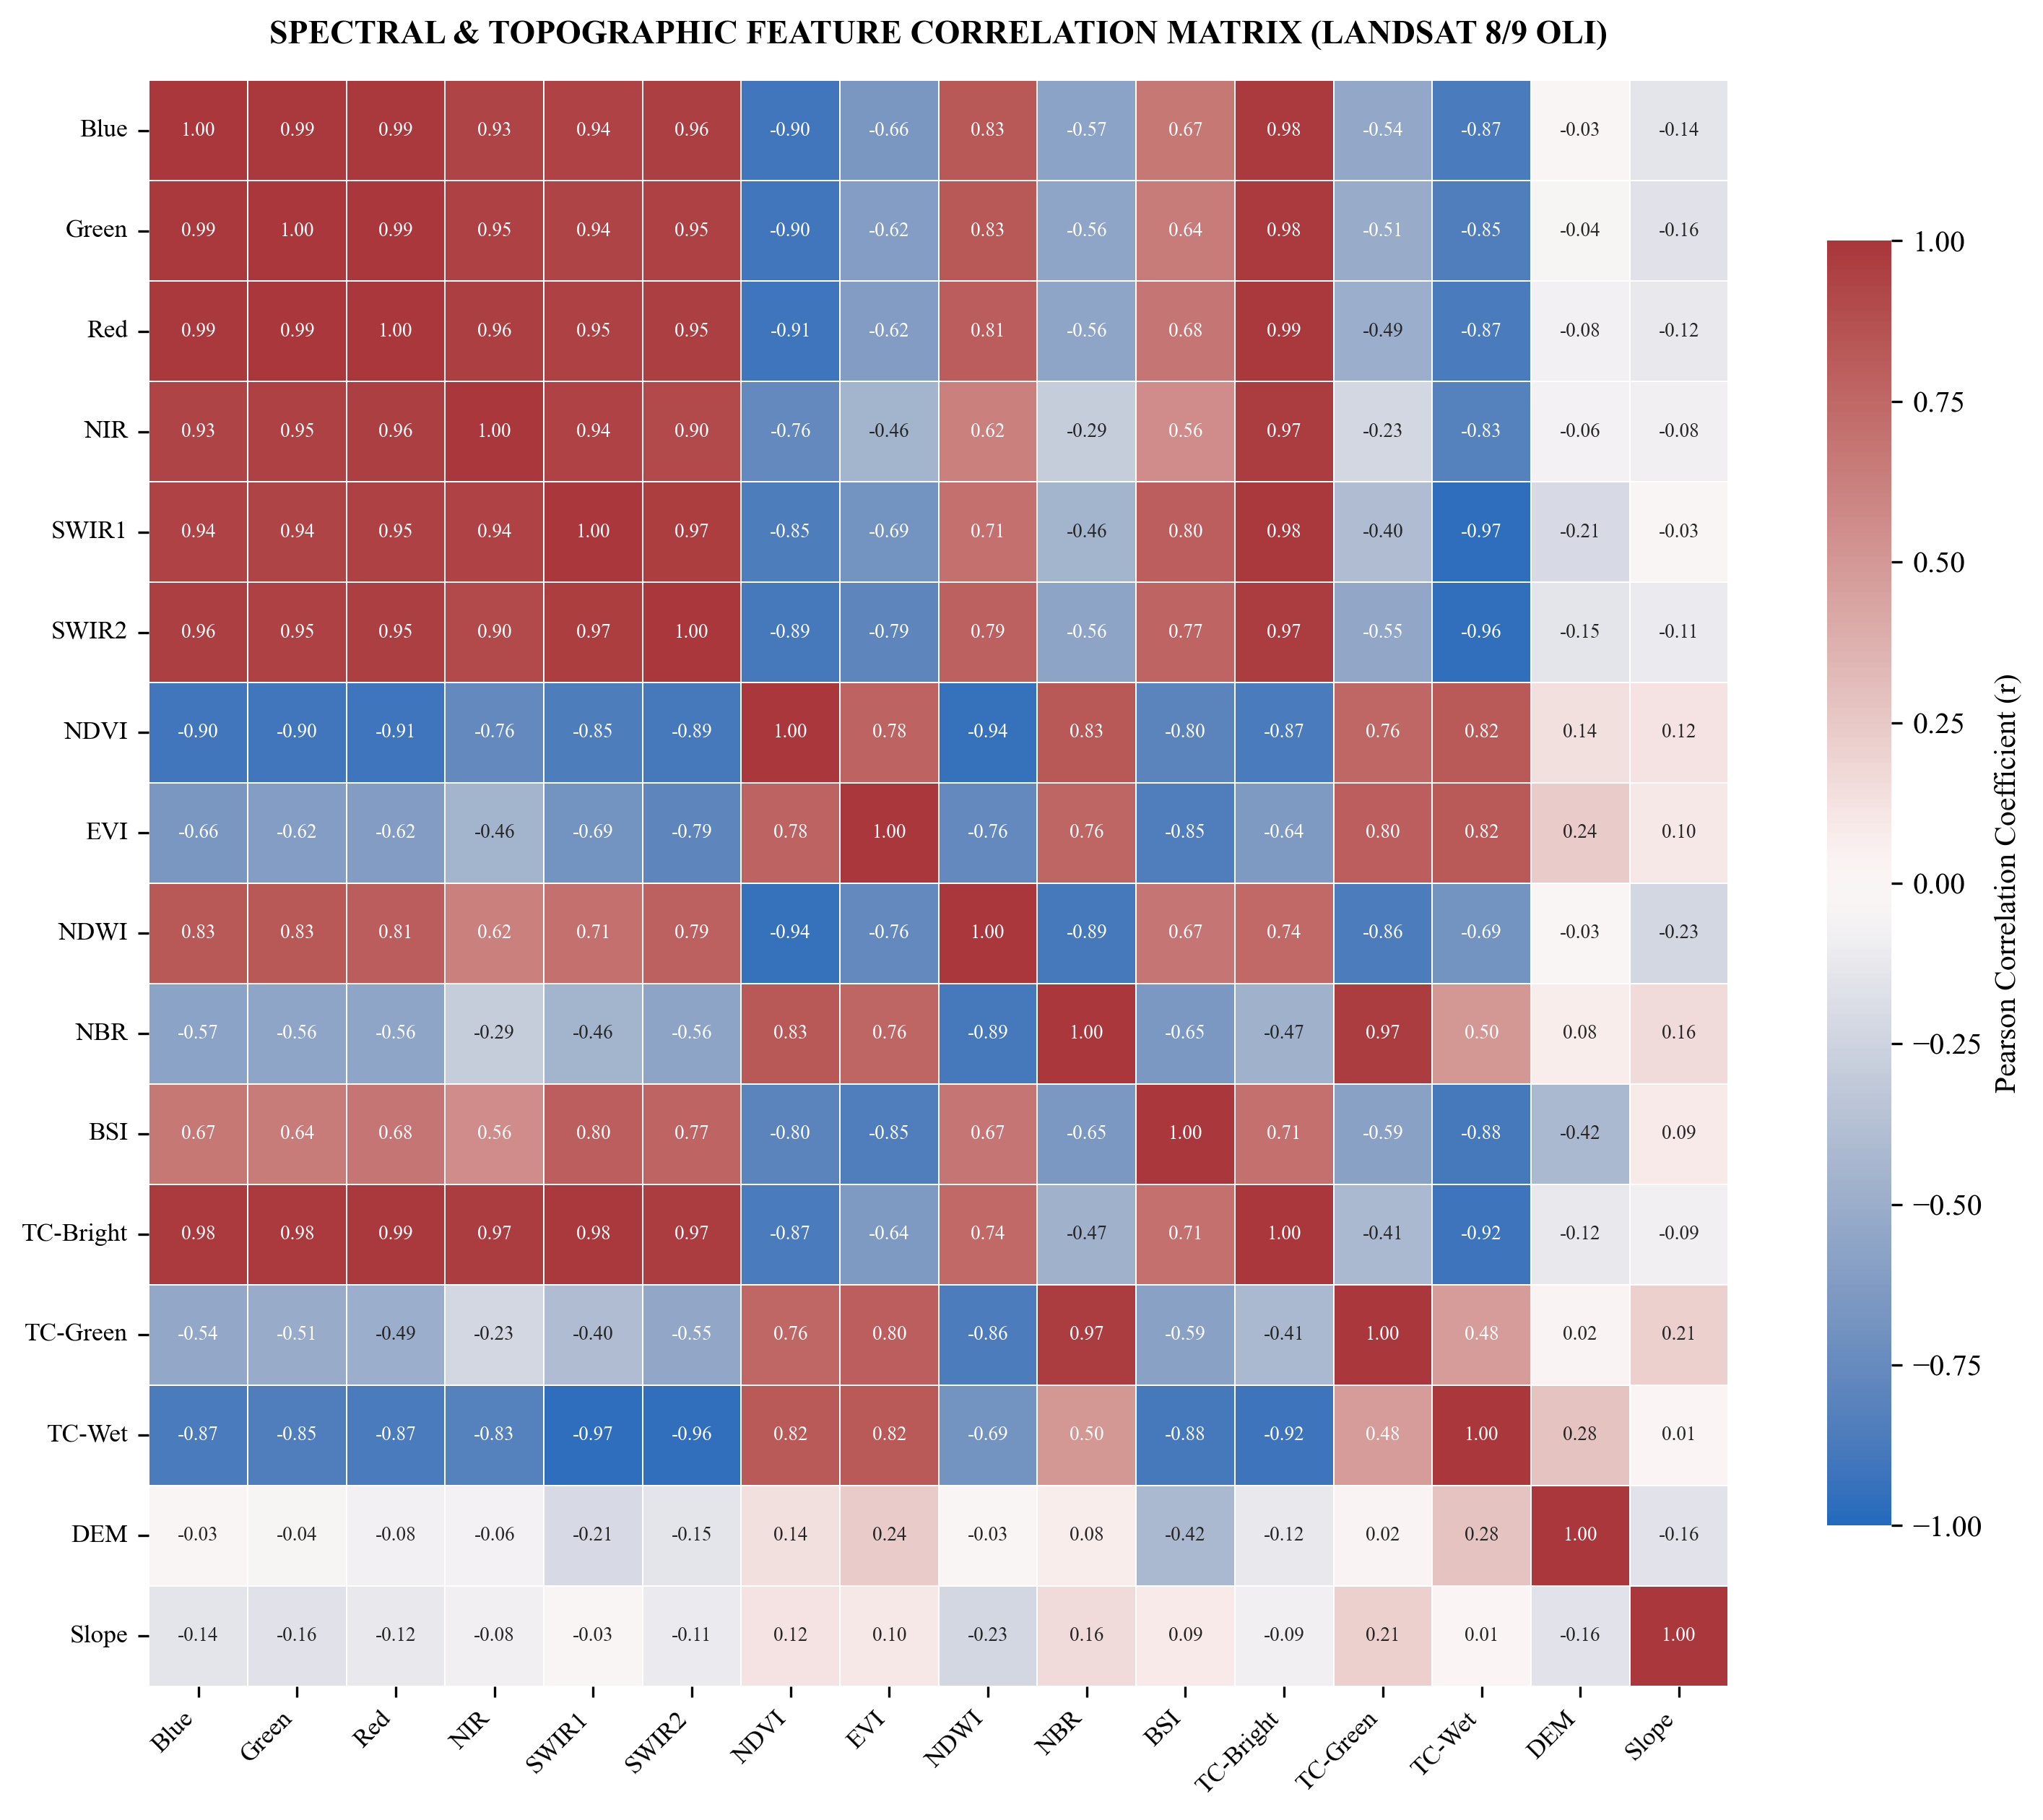 SPECTRAL & TOPOGRAPHIC FEATURE CORRELATION MATRIX (LANDSAT 8/9 OLI)
Blue 1.00 0.99 0.99 0.93 0.94 0.96 -0.90 -0.66 0.83 -0.57 0.67 0.98 -0.54 -0.87 -0.03 -0.14
Green 0.99 1.00 0.99 0.95 0.94 0.95 -0.90 -0.62 0.83 -0.56 0.64 0.98 -0.51 -0.85 -0.04 -0.16
Red 0.99 0.99 1.00 0.96 0.95 0.95 -0.91 -0.62 0.81 -0.56 0.68 0.99 -0.49 -0.87 -0.08 -0.12
NIR 0.93 0.95 0.96 1.00 0.94 0.90 -0.76 -0.46 0.62 -0.29 0.56 0.97 -0.23 -0.83 -0.06 -0.08
SWIR1 0.94 0.94 0.95 0.94 1.00 0.97 -0.85 -0.69 0.71 -0.46 0.80 0.98 -0.40 -0.97 -0.21 -0.03
SWIR2 0.96 0.95 0.95 0.90 0.97 1.00 -0.89 -0.79 0.79 -0.56 0.77 0.97 -0.55 -0.96 -0.15 -0.11
NDVI -0.90 -0.90 -0.91 -0.76 -0.85 -0.89 1.00 0.78 -0.94 0.83 -0.80 -0.87 0.76 0.82 0.14 0.12
EVI -0.66 -0.62 -0.62 -0.46 -0.69 -0.79 0.78 1.00 -0.76 0.76 -0.85 -0.64 0.80 0.82 0.24 0.10
NDWI 0.83 0.83 0.81 0.62 0.71 0.79 -0.94 -0.76 1.00 -0.89 0.67 0.74 -0.86 -0.69 -0.03 -0.23
NBR -0.57 -0.56 -0.56 -0.29 -0.46 -0.56 0.83 0.76 -0.89 1.00 -0.65 -0.47 0.97 0.50 0.08 0.16
BSI 0.67 0.64 0.68 0.56 0.80 0.77 -0.80 -0.85 0.67 -0.65 1.00 0.71 -0.59 -0.88 -0.42 0.09
TC-Bright 0.98 0.98 0.99 0.97 0.98 0.97 -0.87 -0.64 0.74 -0.47 0.71 1.00 -0.41 -0.92 -0.12 -0.09
TC-Green -0.54 -0.51 -0.49 -0.23 -0.40 -0.55 0.76 0.80 -0.86 0.97 -0.59 -0.41 1.00 0.48 0.02 0.21
TC-Wet -0.87 -0.85 -0.87 -0.83 -0.97 -0.96 0.82 0.82 -0.69 0.50 -0.88 -0.92 0.48 1.00 0.28 0.01
DEM -0.03 -0.04 -0.08 -0.06 -0.21 -0.15 0.14 0.24 -0.03 0.08 -0.42 -0.12 0.02 0.28 1.00 -0.16
Slope -0.14 -0.16 -0.12 -0.08 -0.03 -0.11 0.12 0.10 -0.23 0.16 0.09 -0.09 0.21 0.01 -0.16 1.00
Blue Green Red NIR SWIR1 SWIR2 NDVI EVI NDWI NBR BSI TC-Bright TC-Green TC-Wet DEM Slope
1.00
0.75
0.50
0.25
0.00
−0.25
−0.50
−0.75
−1.00
Pearson Correlation Coefficient (r)